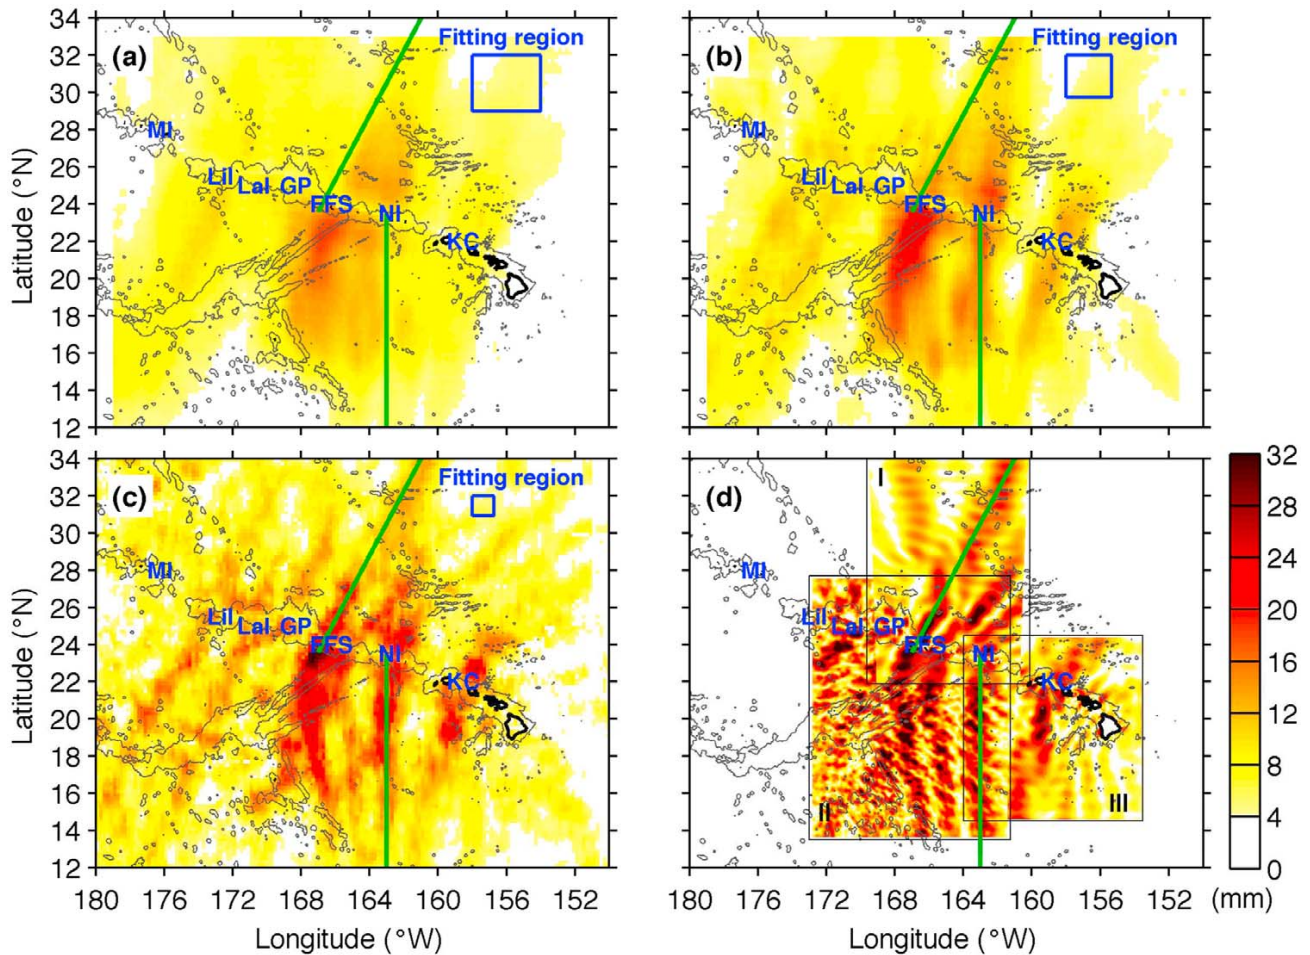 34
32
30
28
26
24
22
20
18
16
14
12
Latitude (°N)
(a)
Fitting region
MI
LiI
LaI
GP
FFS
NI
KC
(b)
Fitting region
MI
LiI
LaI
GP
FFS
NI
KC
34
32
30
28
26
24
22
20
18
16
14
12
Latitude (°N)
(c)
Fitting region
MI
LiI
LaI
GP
FFS
NI
KC
(d)
I
MI
LiI
LaI
GP
FFS
NI
KC
II
III
32
28
24
20
16
12
8
4
0
(mm)
180 176 172 168 164 160 156 152
Longitude (°W)
180 176 172 168 164 160 156 152
Longitude (°W)